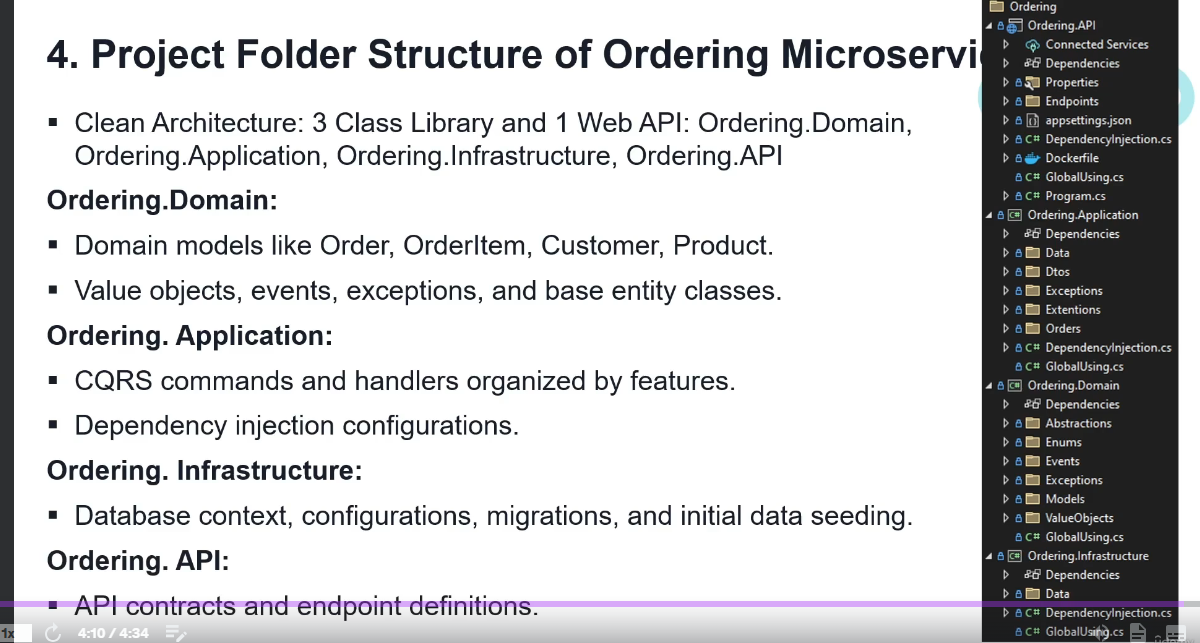 4. Project Folder Structure of Ordering Microservi
▪ Clean Architecture: 3 Class Library and 1 Web API: Ordering.Domain,
Ordering.Application, Ordering.Infrastructure, Ordering.API
Ordering.Domain:
▪ Domain models like Order, OrderItem, Customer, Product.
▪ Value objects, events, exceptions, and base entity classes.
Ordering. Application:
▪ CQRS commands and handlers organized by features.
▪ Dependency injection configurations.
Ordering. Infrastructure:
▪ Database context, configurations, migrations, and initial data seeding.
Ordering. API:
▪ API contracts and endpoint definitions.
1x
4:10 / 4:34
Ordering
Ordering.API
Connected Services
Dependencies
Properties
Endpoints
appsettings.json
C# DependencyInjection.cs
Dockerfile
C# GlobalUsing.cs
C# Program.cs
C# Ordering.Application
Dependencies
Data
Dtos
Exceptions
Extentions
Orders
C# DependencyInjection.cs
C# GlobalUsing.cs
C# Ordering.Domain
Dependencies
Abstractions
Enums
Events
Exceptions
Models
ValueObjects
C# GlobalUsing.cs
C# Ordering.Infrastructure
Dependencies
Data
C# DependencyInjection.cs
C# GlobalUsing.cs